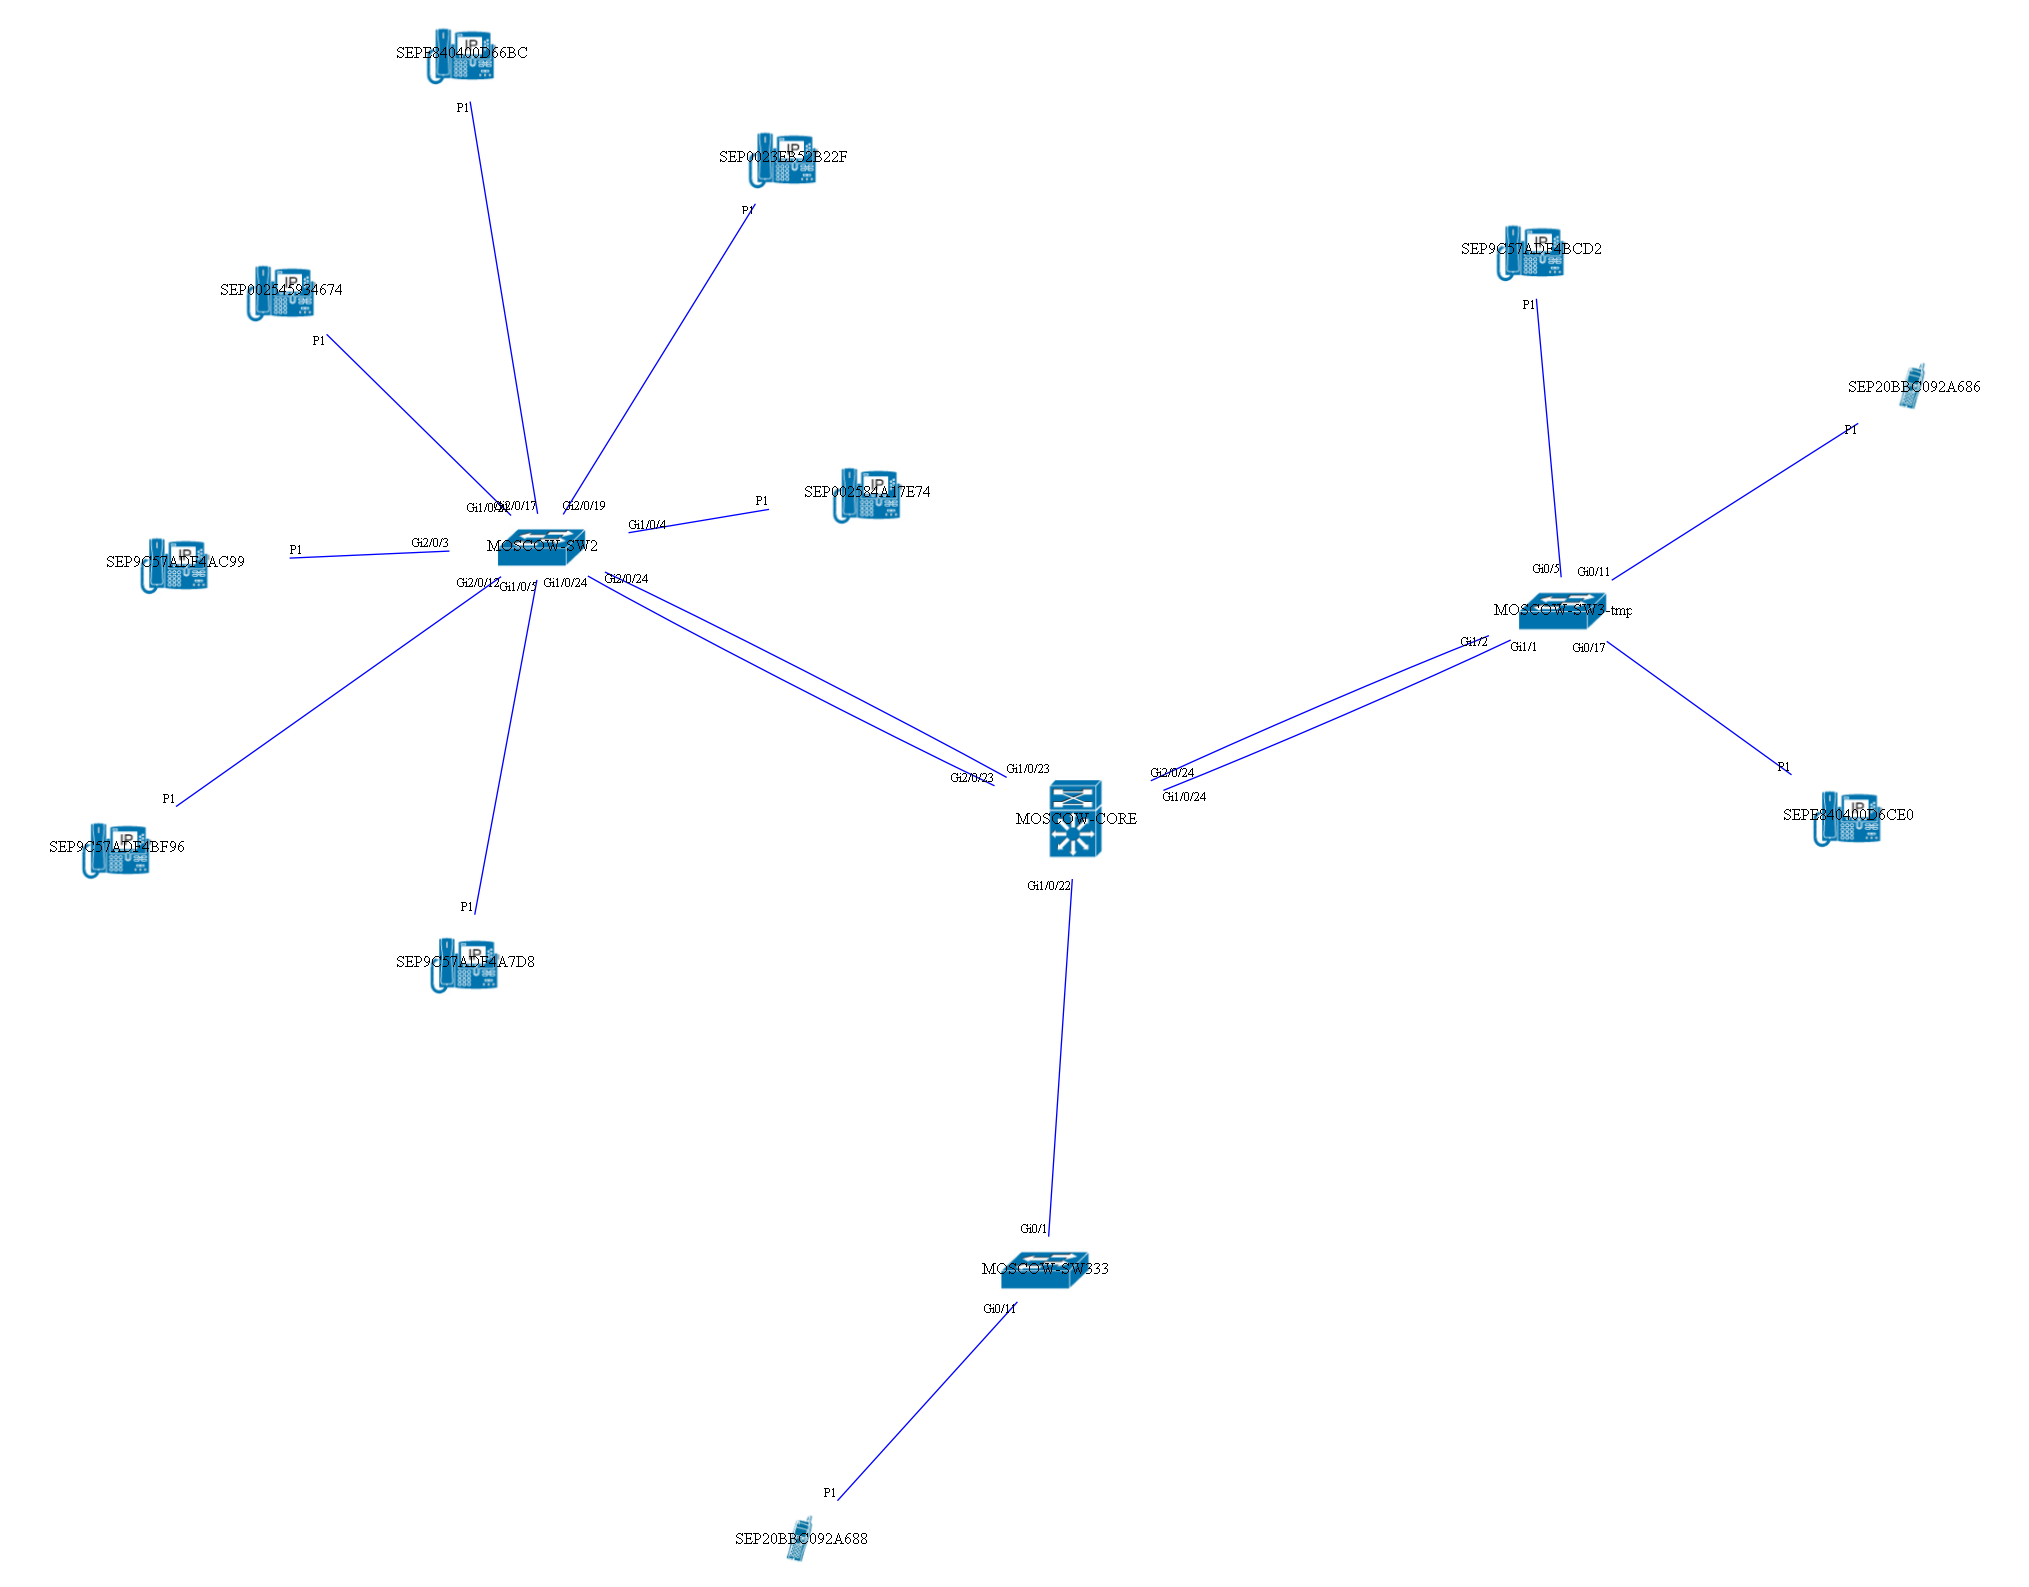 SEPE840400D66BC
P1
SEP0023EB52B22F
P1
SEP9C57ADF4BCD2
P1
SEP002545934674
P1
SEP20BBC092A686
P1
SEP002584A17E74
P1
Gi2/0/17
Gi2/0/19
Gi1/0/4
Gi2/0/3
P1
MOSCOW-SW2
SEP9C57ADF4AC99
Gi2/0/12
Gi1/0/5
Gi1/0/24
Gi2/0/24
Gi0/5
Gi0/11
MOSCOW-SW3-tmp
Gi1/2
Gi1/1
Gi0/17
Gi2/0/23
Gi1/0/23
Gi2/0/24
Gi1/0/24
P1
P1
MOSCOW-CORE
SEPE840400D6CE0
SEP9C57ADF4BF96
Gi1/0/22
P1
SEP9C57ADF4A7D8
Gi0/1
MOSCOW-SW333
Gi0/11
P1
SEP20BBC092A688